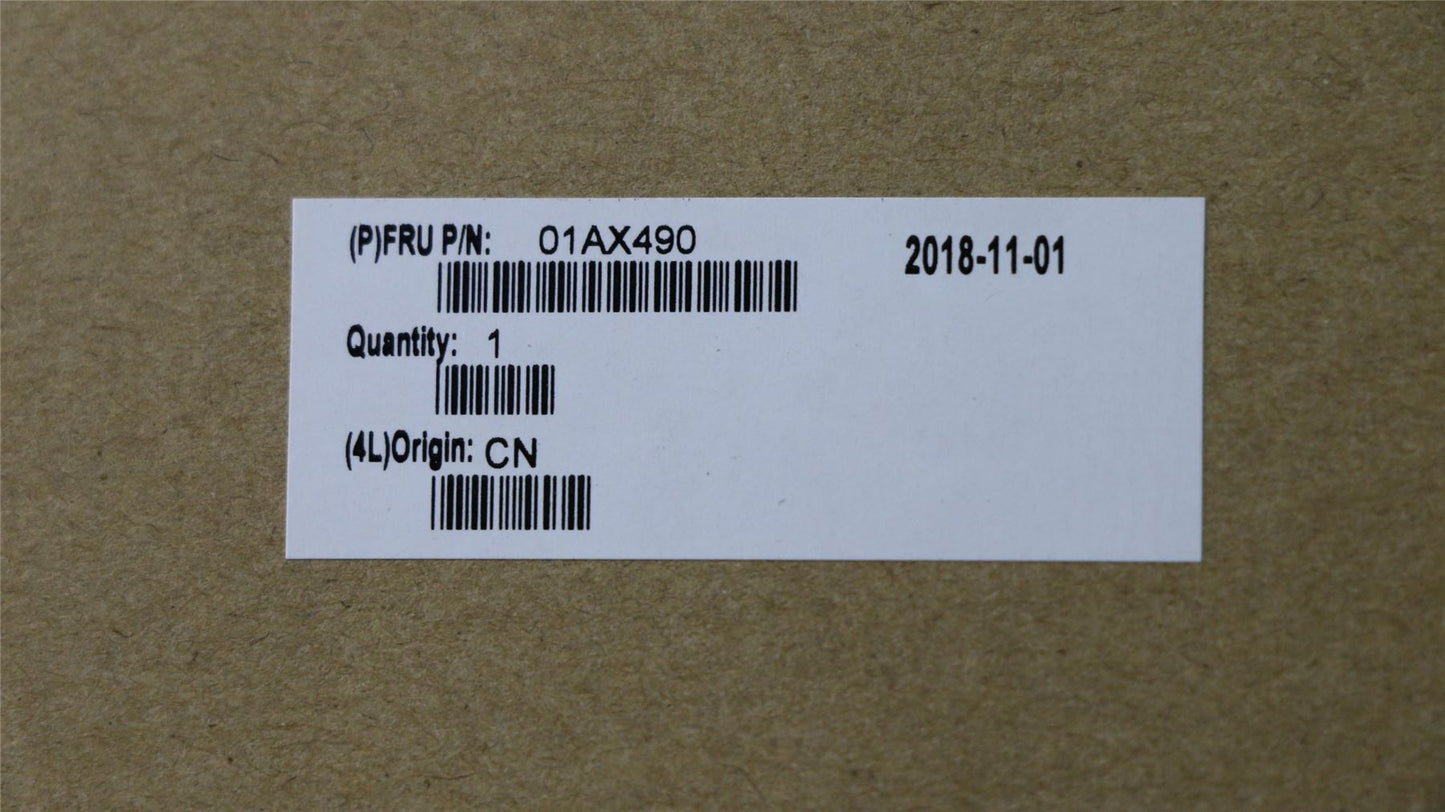 (P)FRU P/N: 01AX490
2018-11-01
Quantity: 1
(4L)Origin: CN